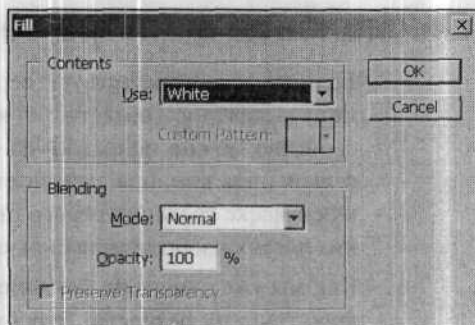 Fill
Contents
Use: White
Custom Pattern:
OK
Cancel
Blending
Mode: Normal
Opacity: 100 %
Preserve Transparency